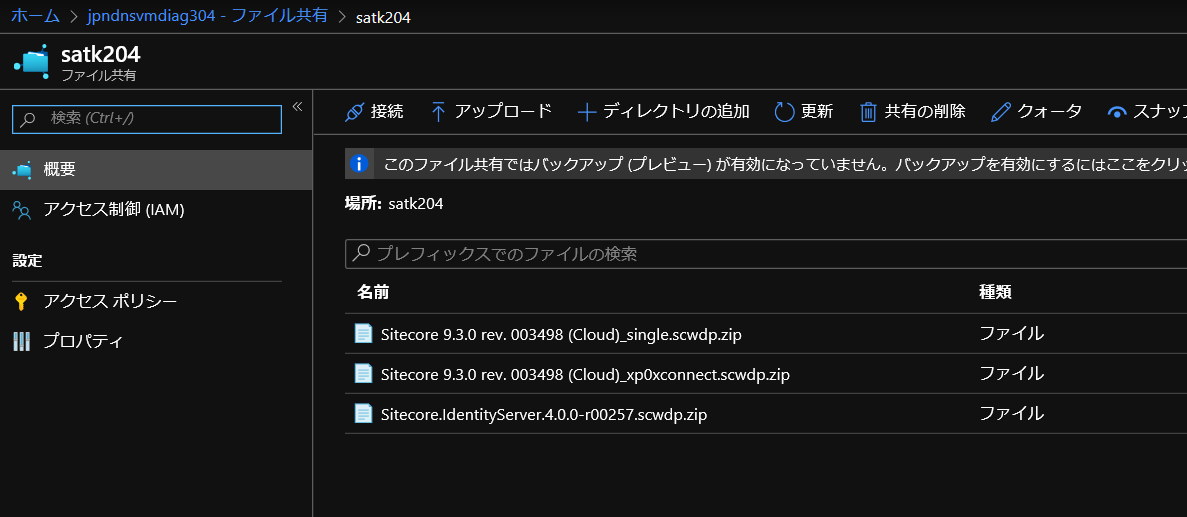 ホーム > jpndnsvmdiag304 - ファイル共有 > satk204
satk204
ファイル共有
検索 (Ctrl+/)
«
概要
アクセス制御 (IAM)
設定
アクセス ポリシー
プロパティ
接続 アップロード ディレクトリの追加 更新 共有の削除 クォータ スナップ
このファイル共有ではバックアップ (プレビュー) が有効になっていません。バックアップを有効にするにはここをクリッ
場所: satk204
プレフィックスでのファイルの検索
名前 種類
Sitecore 9.3.0 rev. 003498 (Cloud)_single.scwdp.zip ファイル
Sitecore 9.3.0 rev. 003498 (Cloud)_xp0xconnect.scwdp.zip ファイル
Sitecore.IdentityServer.4.0.0-r00257.scwdp.zip ファイル